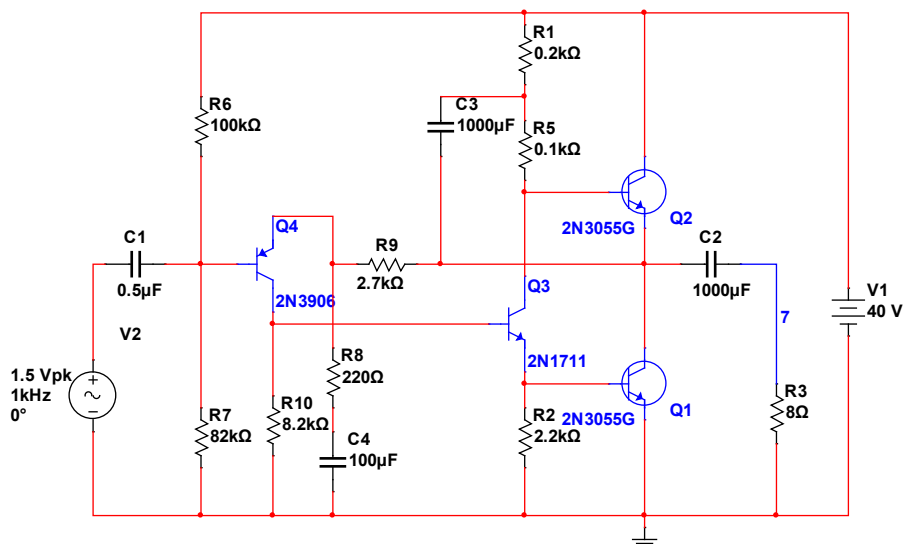 R1
0.2kΩ
R6
100kΩ
C3
1000µF
R5
0.1kΩ
Q2
2N3055G
Q4
C1
0.5µF
R9
2.7kΩ
C2
1000µF
2N3906
Q3
V1
40 V
7
V2
2N1711
R8
220Ω
1.5 Vpk
1kHz
0°
R7
82kΩ
R10
8.2kΩ
C4
100µF
R2
2.2kΩ
2N3055G
Q1
R3
8Ω